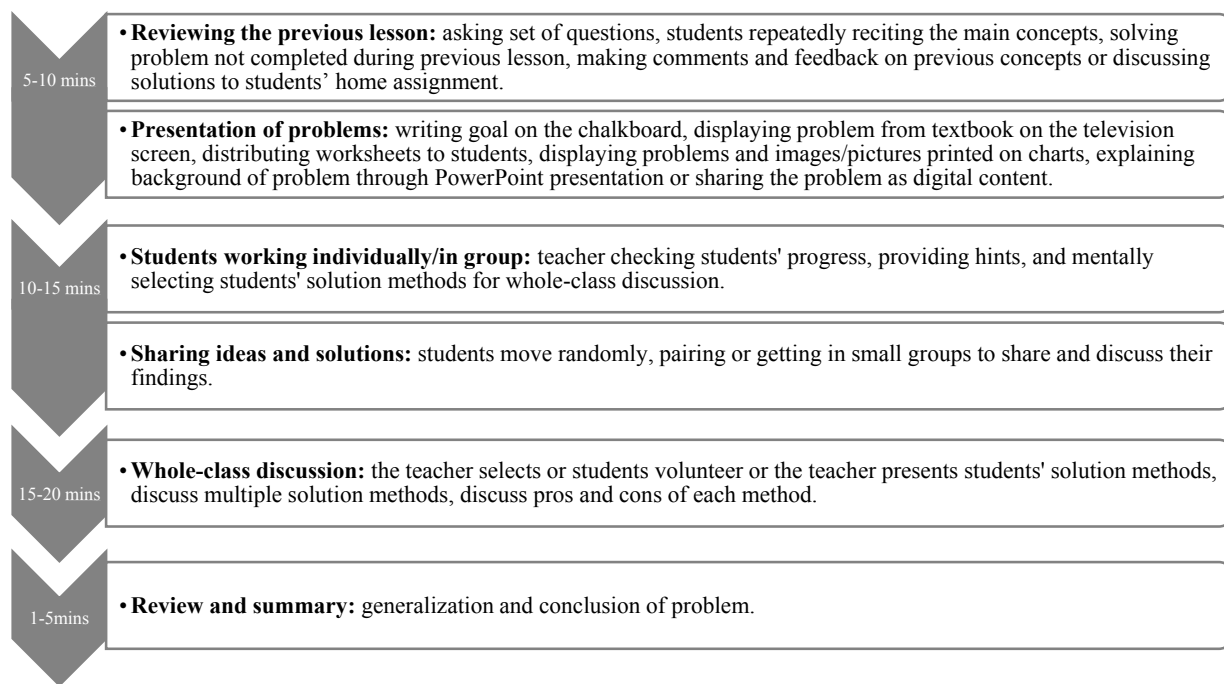 5-10 mins
• Reviewing the previous lesson: asking set of questions, students repeatedly reciting the main concepts, solving
problem not completed during previous lesson, making comments and feedback on previous concepts or discussing
solutions to students’ home assignment.
• Presentation of problems: writing goal on the chalkboard, displaying problem from textbook on the television
screen, distributing worksheets to students, displaying problems and images/pictures printed on charts, explaining
background of problem through PowerPoint presentation or sharing the problem as digital content.
10-15 mins
• Students working individually/in group: teacher checking students' progress, providing hints, and mentally
selecting students' solution methods for whole-class discussion.
• Sharing ideas and solutions: students move randomly, pairing or getting in small groups to share and discuss their
findings.
15-20 mins
• Whole-class discussion: the teacher selects or students volunteer or the teacher presents students' solution methods,
discuss multiple solution methods, discuss pros and cons of each method.
1-5mins
• Review and summary: generalization and conclusion of problem.